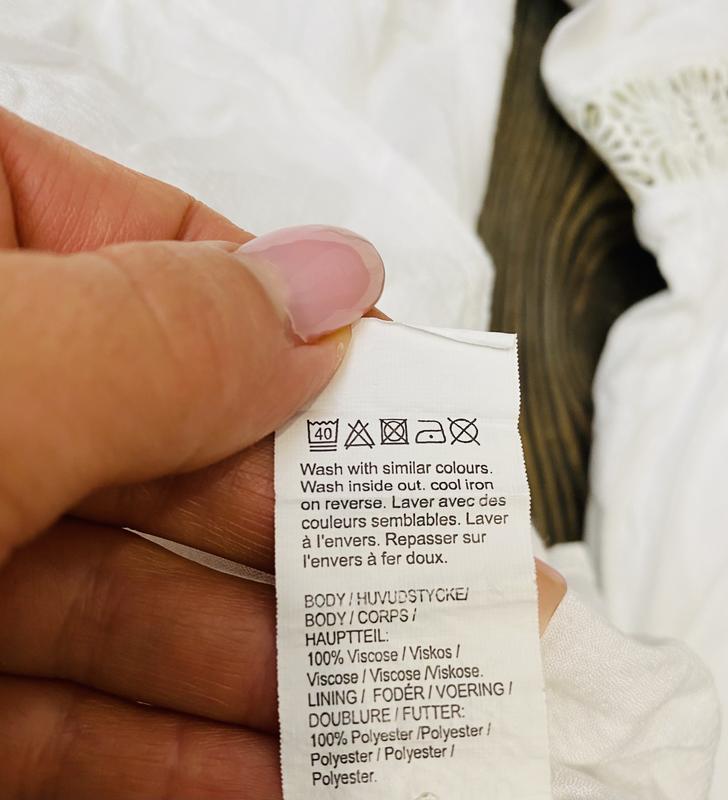 40
Wash with similar colours.
Wash inside out. cool iron
on reverse. Laver avec des
couleurs semblables. Laver
à l'envers. Repasser sur
l'envers à fer doux.
BODY / HUVUDSTYCKE/
BODY / CORPS /
HAUPTTEIL:
100% Viscose / Viskos /
Viscose / Viscose /Viskose.
LINING / FODÉR / VOERING /
DOUBLURE / FUTTER:
100% Polyester /Polyester /
Polyester / Polyester /
Polyester.